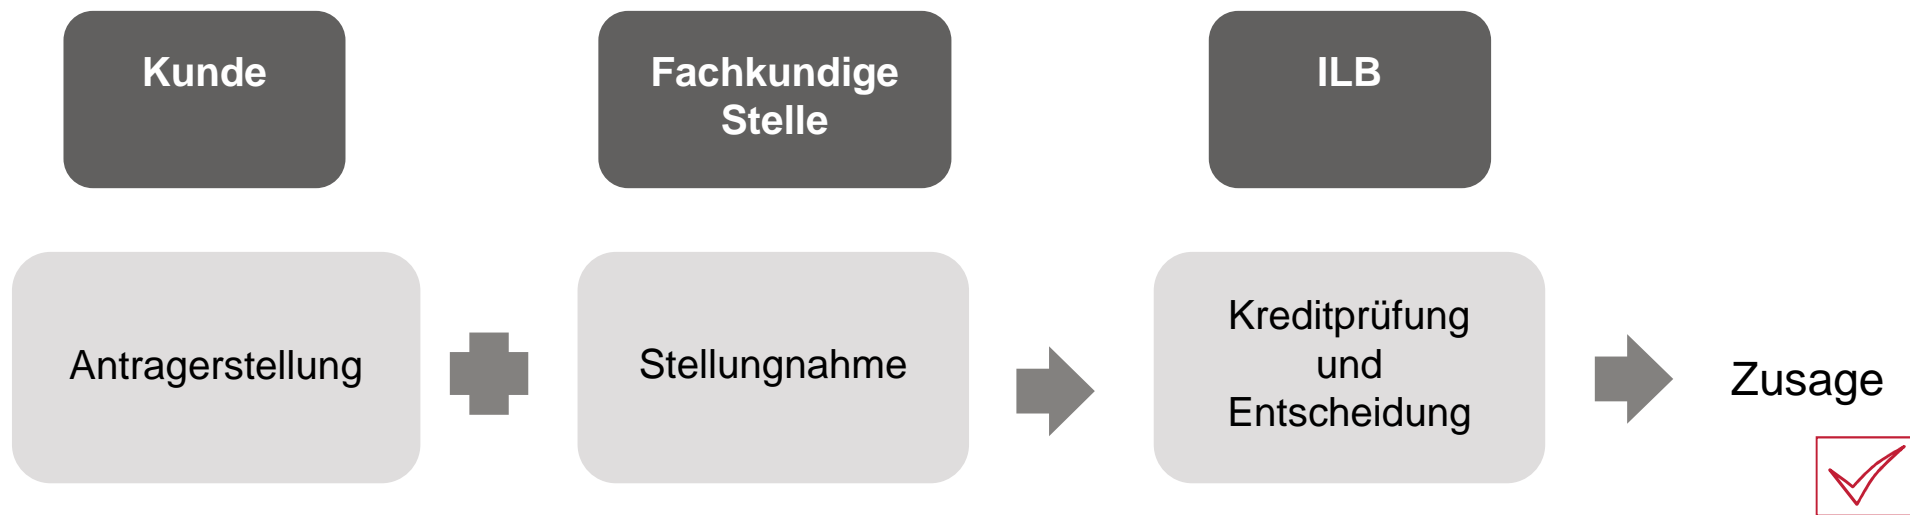 Kunde
Fachkundige
Stelle
ILB
Antragerstellung
Stellungnahme
Kreditprüfung
und
Entscheidung
Zusage